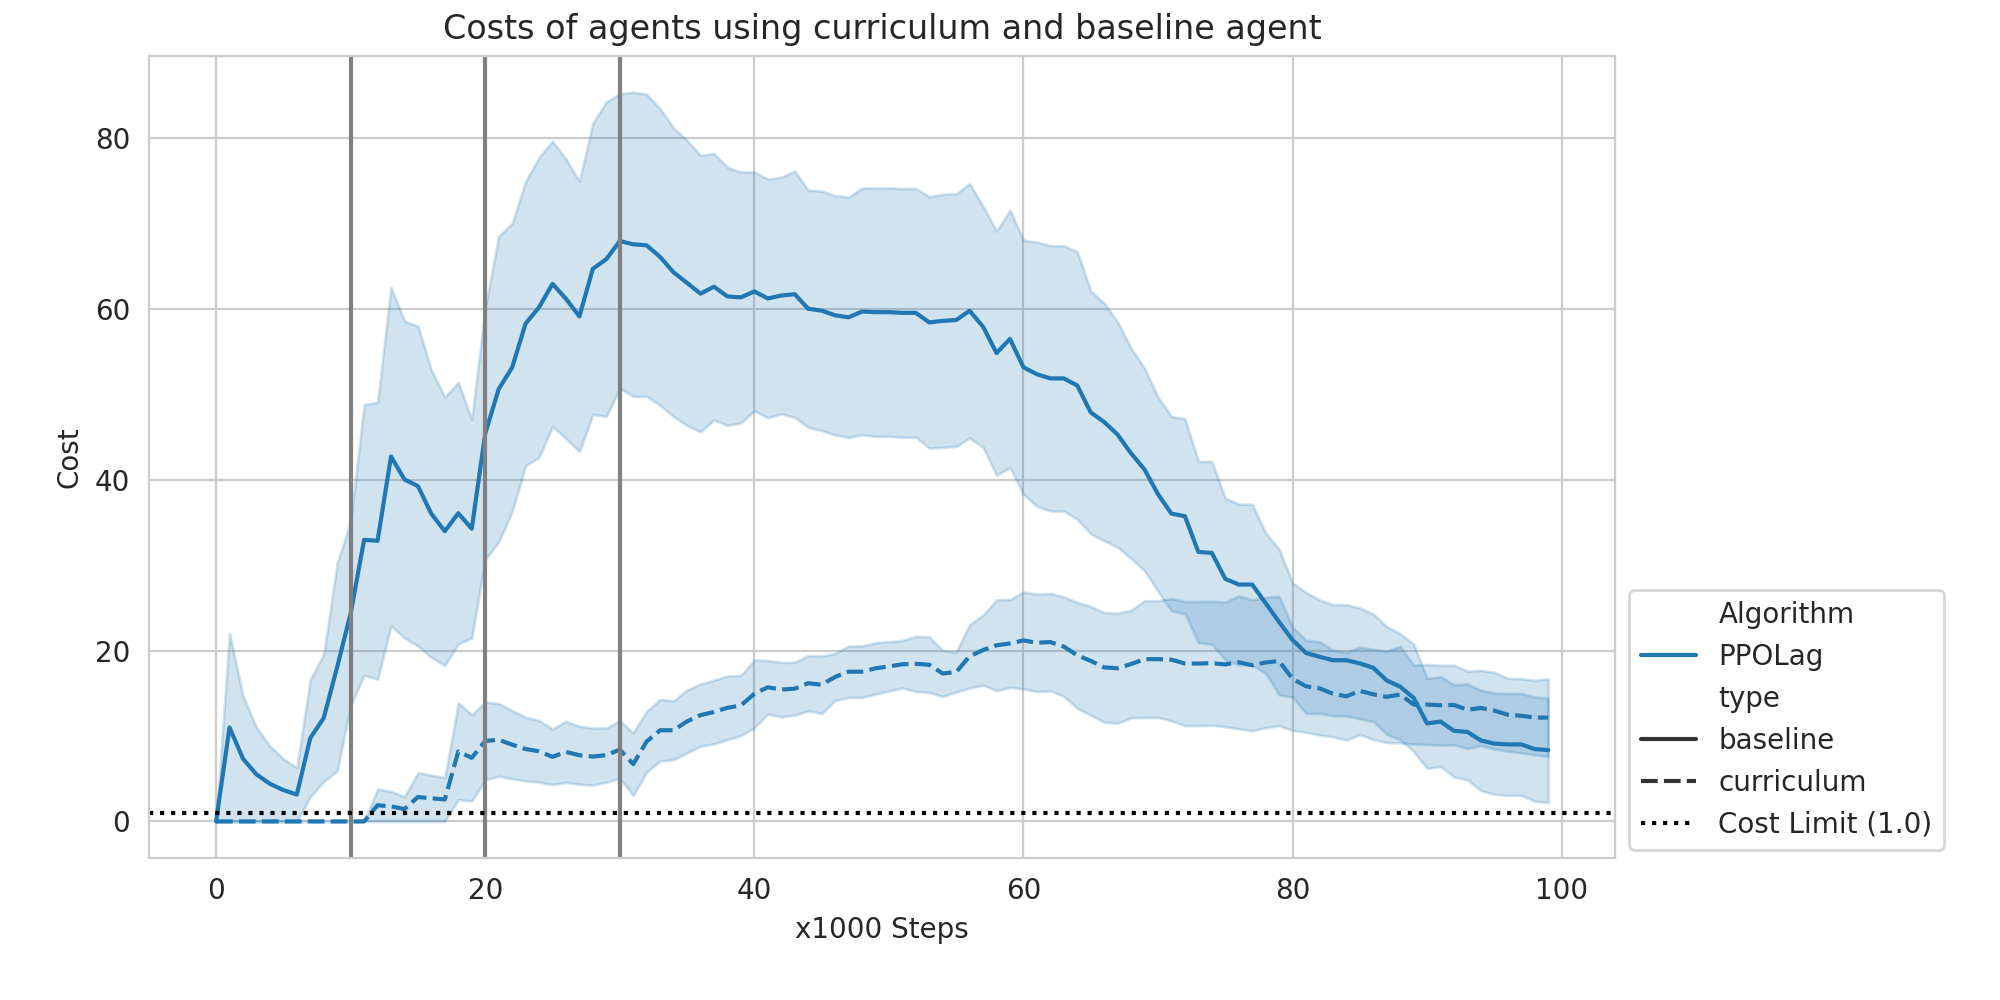 Costs of agents using curriculum and baseline agent
80
60
40
20
0
Cost
0 20 40 60 80 100
x1000 Steps
Algorithm
PPOLag
type
baseline
curriculum
Cost Limit (1.0)